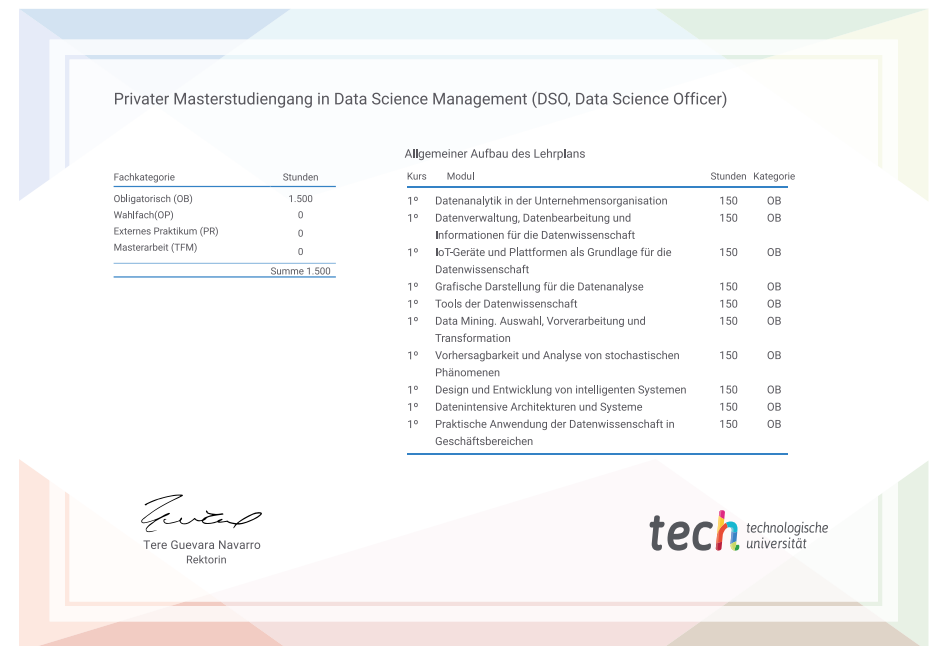 Privater Masterstudiengang in Data Science Management (DSO, Data Science Officer)
Fachkategorie Stunden
Obligatorisch (OB) 1.500
Wahlfach(OP) 0
Externes Praktikum (PR) 0
Masterarbeit (TFM) 0
Summe 1.500
Allgemeiner Aufbau des Lehrplans
Kurs Modul Stunden Kategorie
1º Datenanalytik in der Unternehmensorganisation 150 OB
1º Datenverwaltung, Datenbearbeitung und 150 OB
Informationen für die Datenwissenschaft
1º IoT-Geräte und Plattformen als Grundlage für die 150 OB
Datenwissenschaft
1º Grafische Darstellung für die Datenanalyse 150 OB
1º Tools der Datenwissenschaft 150 OB
1º Data Mining. Auswahl, Vorverarbeitung und 150 OB
Transformation
1º Vorhersagbarkeit und Analyse von stochastischen 150 OB
Phänomenen
1º Design und Entwicklung von intelligenten Systemen 150 OB
1º Datenintensive Architekturen und Systeme 150 OB
1º Praktische Anwendung der Datenwissenschaft in 150 OB
Geschäftsbereichen
Tere Guevara Navarro
Rektorin
tech technologische
universität